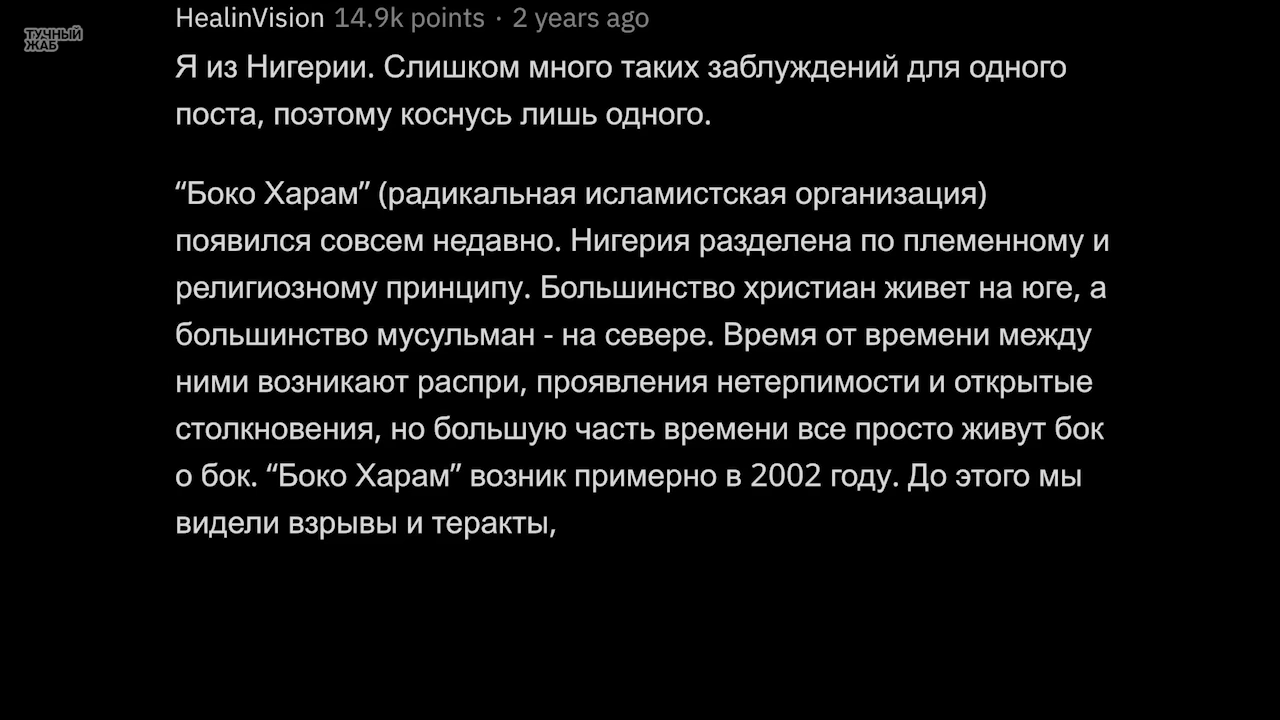 HealinVision 14.9k points · 2 years ago
ТУЧНЫЙ
ЖАБ
Я из Нигерии. Слишком много таких заблуждений для одного
поста, поэтому коснусь лишь одного.
“Боко Харам” (радикальная исламистская организация)
появился совсем недавно. Нигерия разделена по племенному и
религиозному принципу. Большинство христиан живет на юге, а
большинство мусульман - на севере. Время от времени между
ними возникают распри, проявления нетерпимости и открытые
столкновения, но большую часть времени все просто живут бок
о бок. “Боко Харам” возник примерно в 2002 году. До этого мы
видели взрывы и теракты,